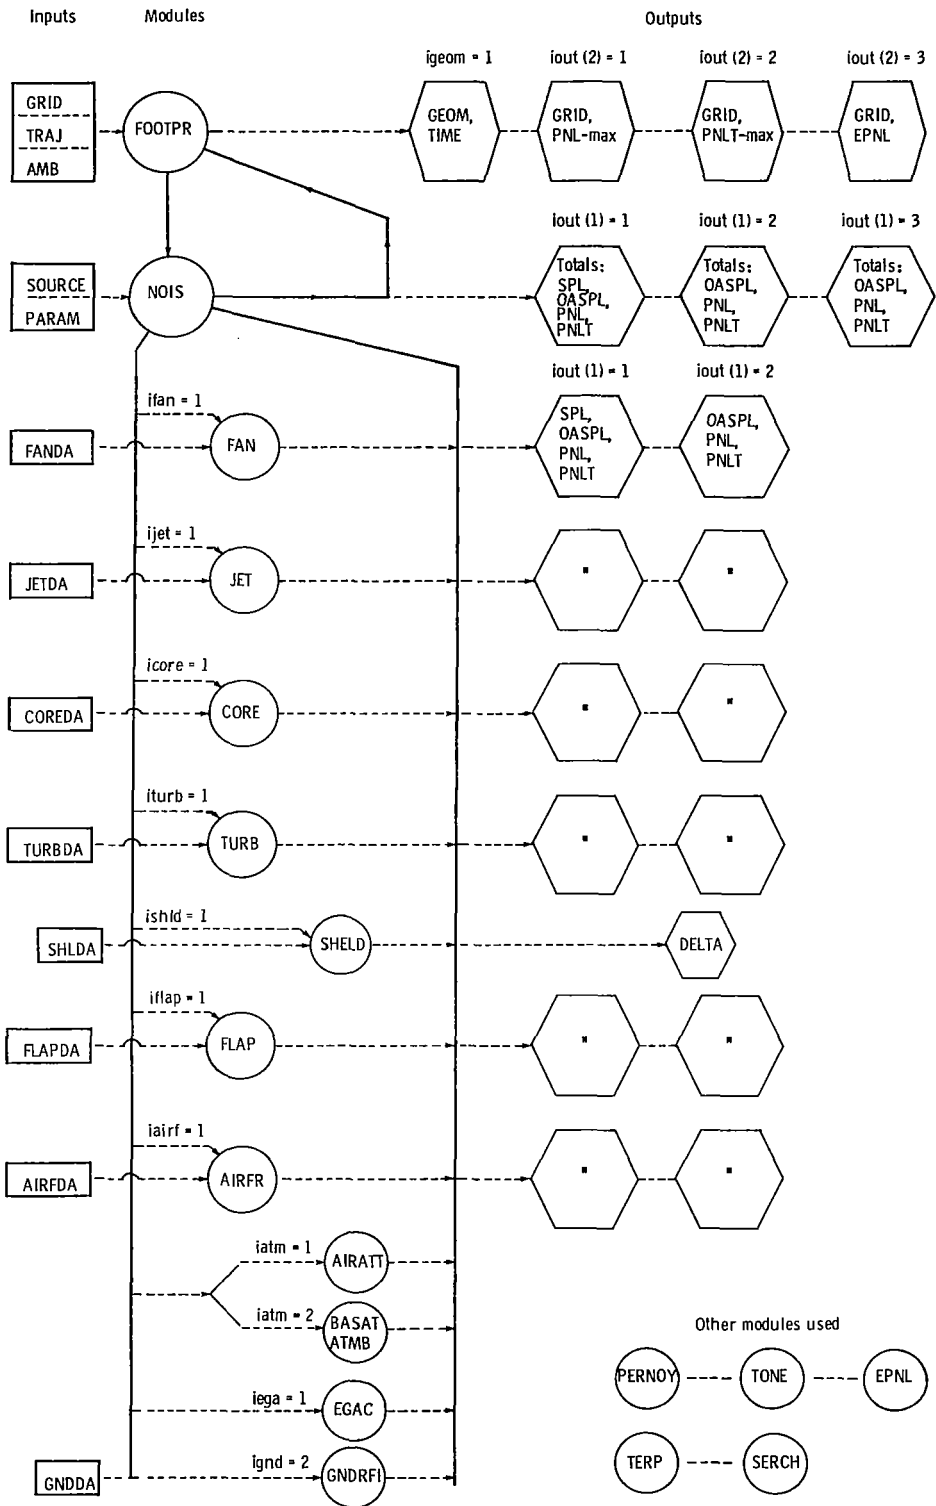 Inputs Modules Outputs
igeom = 1 iout (2) = 1 iout (2) = 2 iout (2) = 3
GRID
TRAJ
AMB
FOOTPR
GEOM,
TIME
GRID,
PNL-max
GRID,
PNLT-max
GRID,
EPNL
iout (1) = 1 iout (1) = 2 iout (1) = 3
SOURCE
PARAM
NOIS
Totals:
SPL,
OASPL,
PNL,
PNLT
Totals:
OASPL,
PNL,
PNLT
Totals:
OASPL,
PNL,
PNLT
iout (1) = 1 iout (1) = 2
ifan = 1
FANDA
FAN
SPL,
OASPL,
PNL,
PNLT
OASPL,
PNL,
PNLT
ijet = 1
JETDA
JET
" "
icore = 1
COREDA
CORE
" "
iturb = 1
TURBDA
TURB
" "
ishld = 1
SHLDA
SHELD
DELTA
iflap = 1
FLAPDA
FLAP
" "
iairf = 1
AIRFDA
AIRFR
" "
iatm = 1
AIRATT
iatm = 2
BASAT
ATMB
iega = 1
EGAC
GNDDA
ignd = 2
GNDRFI
Other modules used
PERNOY TONE EPNL
TERP SERCH